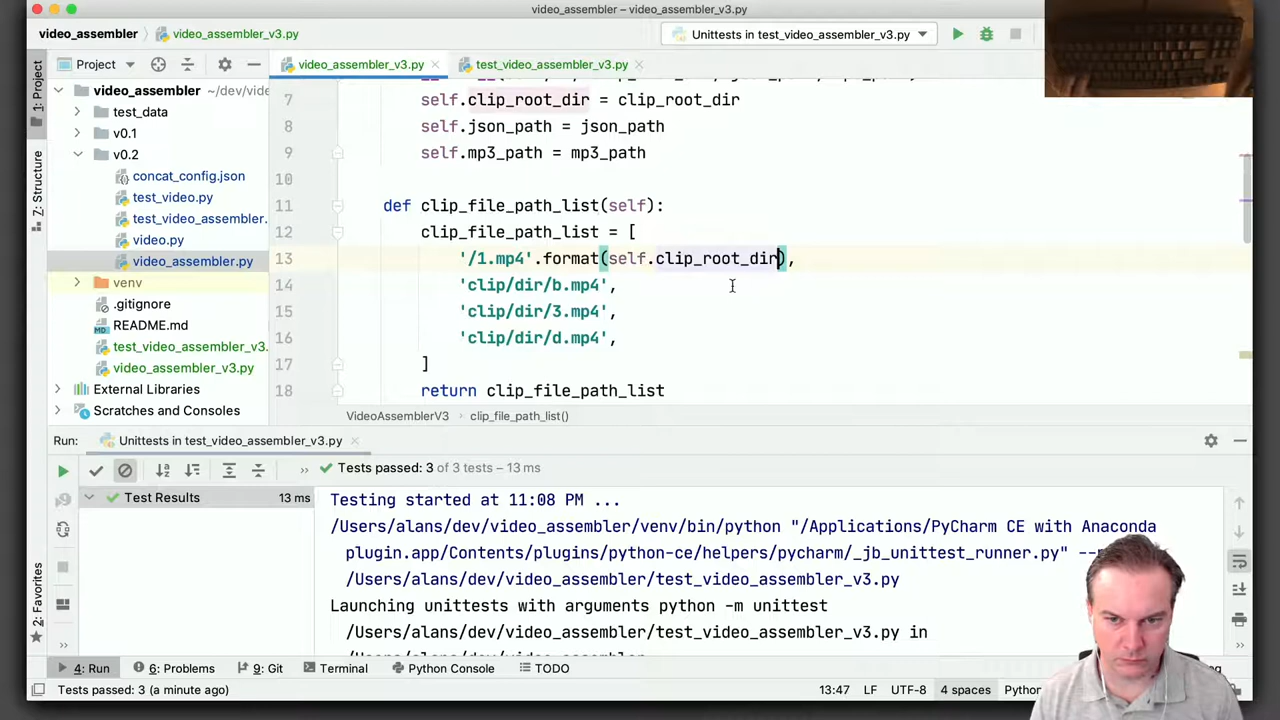 video_assembler – video_assembler_v3.py
video_assembler
video_assembler_v3.py
Unittests in test_video_assembler_v3.py
1: Project
Project
video_assembler_v3.py
test_video_assembler_v3.py
video_assembler ~/dev/vide
test_data
v0.1
v0.2
concat_config.json
test_video.py
test_video_assembler.
video.py
video_assembler.py
venv
.gitignore
README.md
test_video_assembler_v3.
video_assembler_v3.py
External Libraries
Scratches and Consoles
Z: Structure
2: Favorites
7 self.clip_root_dir = clip_root_dir
8 self.json_path = json_path
9 self.mp3_path = mp3_path
10
11 def clip_file_path_list(self):
12 clip_file_path_list = [
13 '/1.mp4'.format(self.clip_root_dir),
14 'clip/dir/b.mp4',
15 'clip/dir/3.mp4',
16 'clip/dir/d.mp4',
17 ]
18 return clip_file_path_list
VideoAssemblerV3 › clip_file_path_list()
Run: Unittests in test_video_assembler_v3.py
» Tests passed: 3 of 3 tests – 13 ms
Test Results 13 ms
Testing started at 11:08 PM ...
/Users/alans/dev/video_assembler/venv/bin/python "/Applications/PyCharm CE with Anaconda
plugin.app/Contents/plugins/python-ce/helpers/pycharm/_jb_unittest_runner.py"
/Users/alans/dev/video_assembler/test_video_assembler_v3.py
Launching unittests with arguments python -m unittest
/Users/alans/dev/video_assembler/test_video_assembler_v3.py in
4: Run 6: Problems 9: Git Terminal Python Console TODO
Tests passed: 3 (a minute ago) 13:47 LF UTF-8 4 spaces